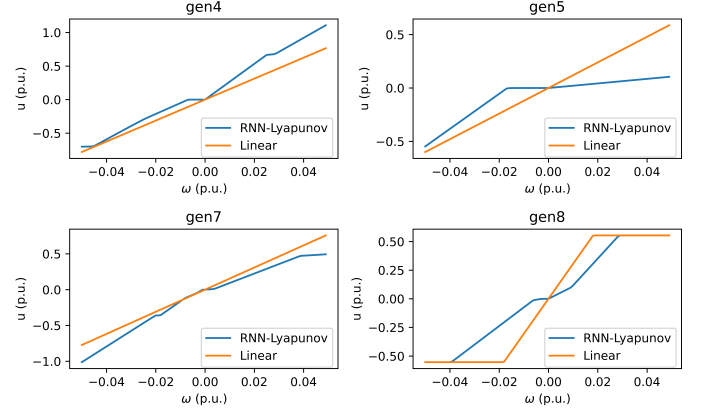 gen4
u (p.u.)
1.0
0.5
0.0
−0.5
RNN-Lyapunov
Linear
−0.04 −0.02 0.00 0.02 0.04
ω (p.u.)
gen5
u (p.u.)
0.5
0.0
−0.5
RNN-Lyapunov
Linear
−0.04 −0.02 0.00 0.02 0.04
ω (p.u.)
gen7
u (p.u.)
0.5
0.0
−0.5
−1.0
RNN-Lyapunov
Linear
−0.04 −0.02 0.00 0.02 0.04
ω (p.u.)
gen8
u (p.u.)
0.50
0.25
0.00
−0.25
−0.50
RNN-Lyapunov
Linear
−0.04 −0.02 0.00 0.02 0.04
ω (p.u.)